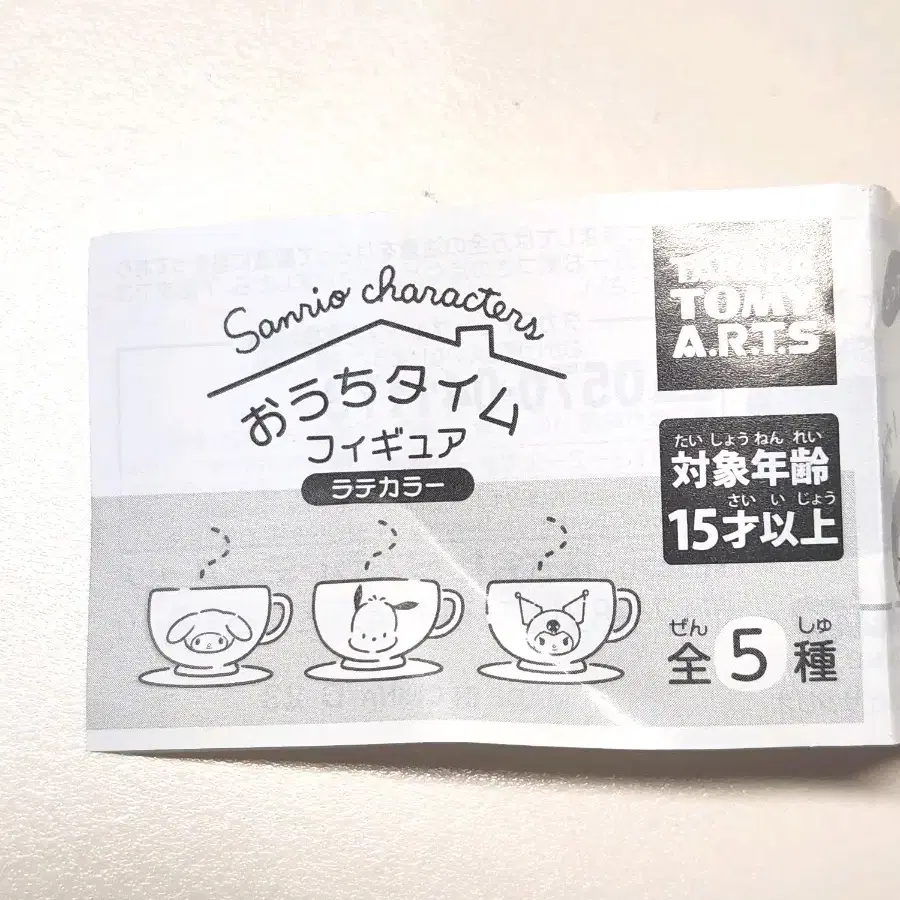 Sanrio characters
おうちタイム
フィギュア
ラテカラー
TAKARA
TOMY
A.R.T.S
たいしょうねんれい
対象年齢
さいいじょう
15才以上
ぜん しゅ
全5種